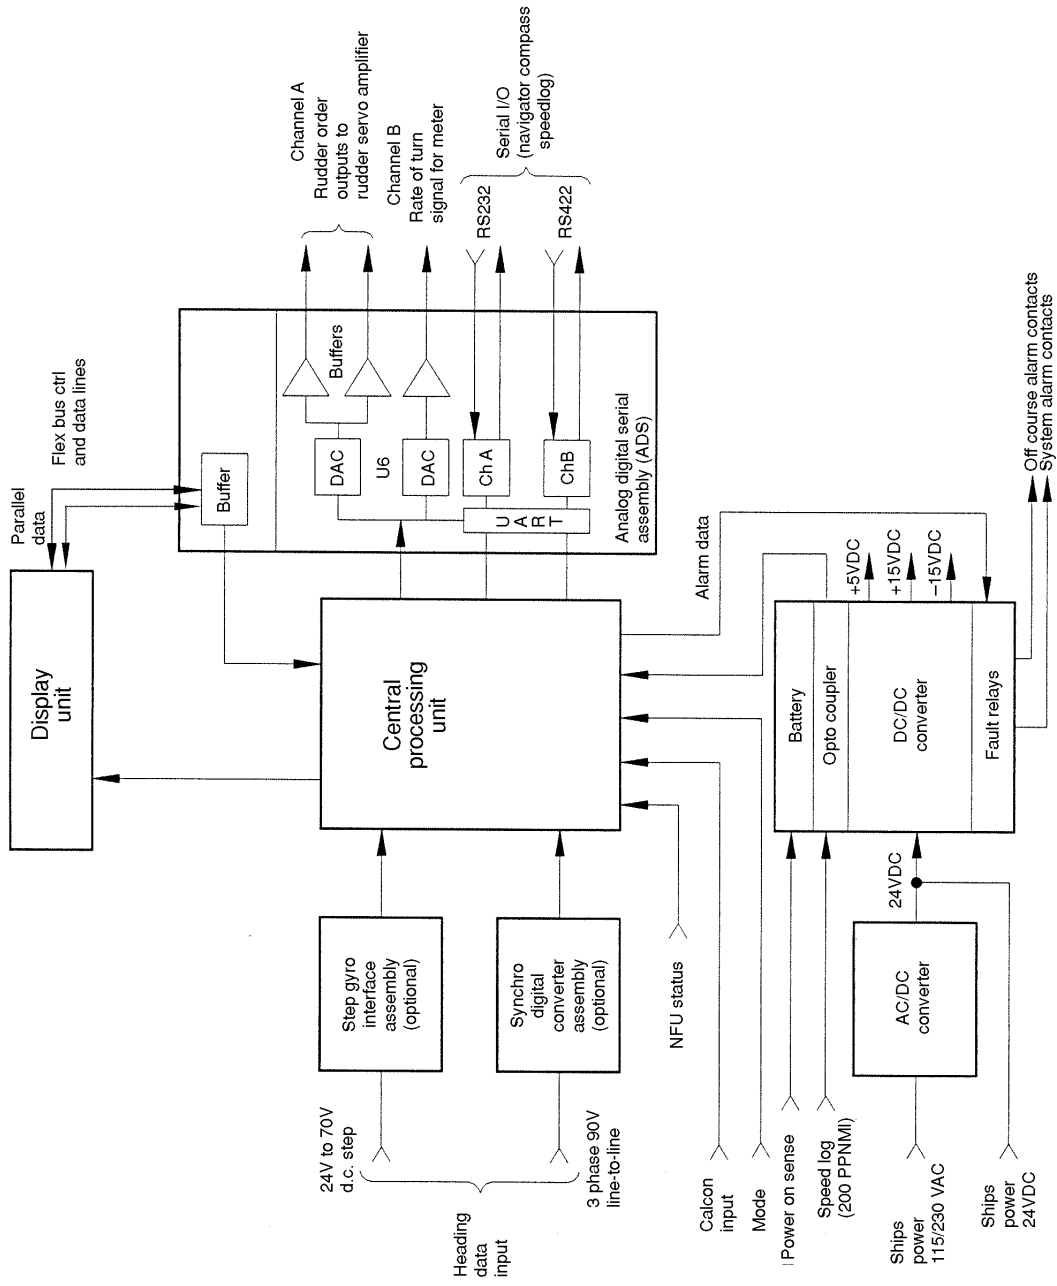 Heading
data
input
24V to 70V
d.c. step
3 phase 90V
line-to-line
Step gyro
interface
assembly
(optional)
Synchro
digital
converter
assembly
(optional)
NFU status
Calcon
input
Mode
Power on sense
Speed log
(200 PPNMI)
Ships
power
115/230 VAC
Ships
power
24VDC
AC/DC
converter
24VDC
Display
unit
Central
processing
unit
Battery
Opto coupler
DC/DC
converter
Fault relays
+5VDC
+15VDC
–15VDC
Alarm data
Off course alarm contacts
System alarm contacts
Parallel
data
Flex bus ctrl
and data lines
Buffer
DAC
U6
DAC
Buffers
UART
Ch A
ChB
Analog digital serial
assembly (ADS)
Channel A
Rudder order
outputs to
rudder servo amplifier
Channel B
Rate of turn
signal for meter
RS232
RS422
Serial I/O
(navigator compass
speedlog)